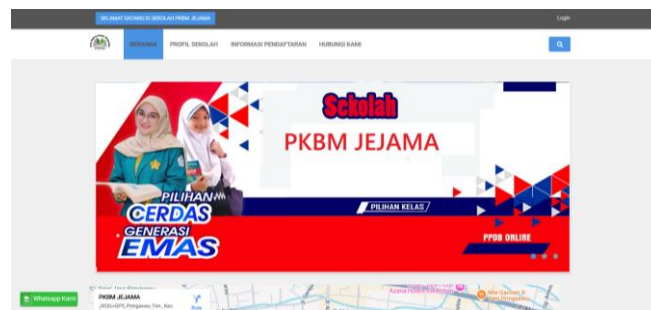 SELAMAT DATANG DI SEKOLAH PKBM JEJAMA
Login
BERANDA PROFIL SEKOLAH INFORMASI PENDAFTARAN HUBUNGI KAMI
Sekolah
PKBM JEJAMA
PILIHAN KELAS
PILIHAN
CERDAS
GENERASI
EMAS
PPDB ONLINE
Whatsapp Kami
PKBM JEJAMA
Rute